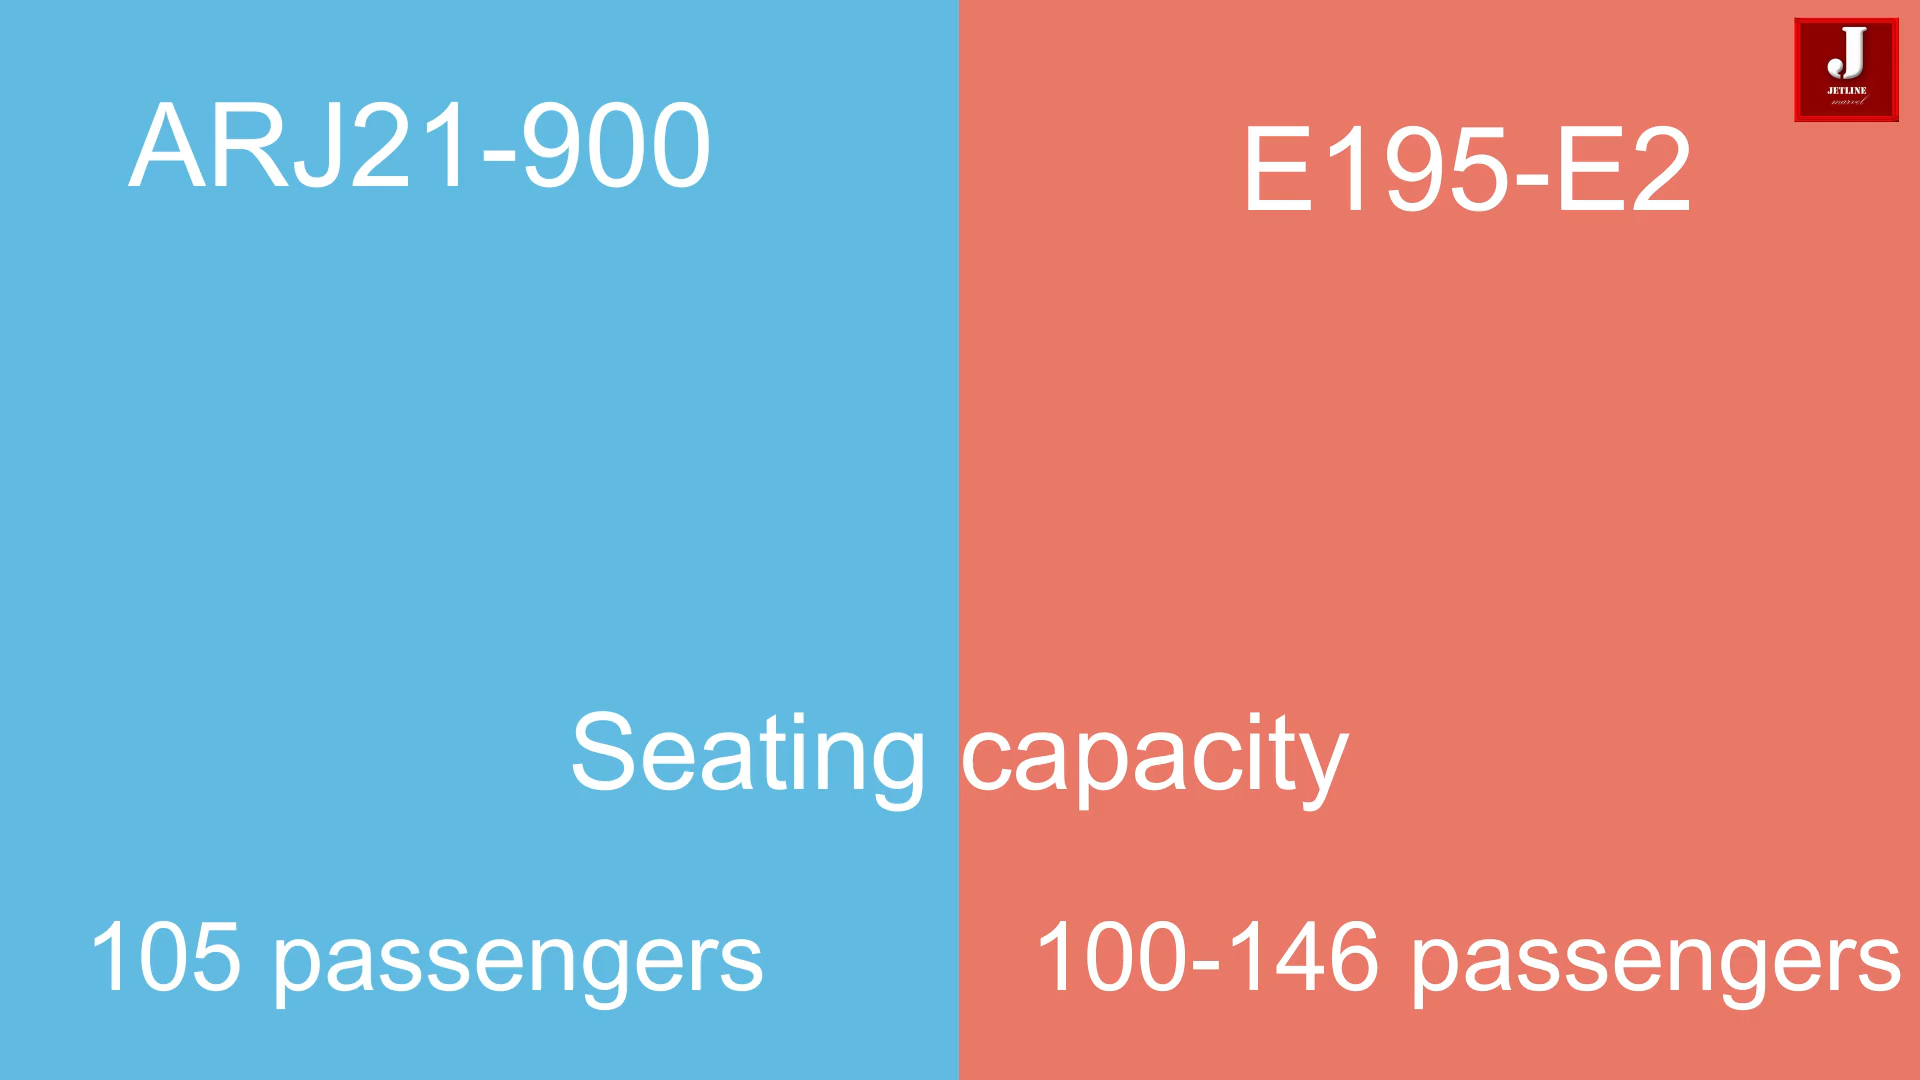 ARJ21-900
E195-E2
J
JETLINE
marvel
Seating capacity
105 passengers
100-146 passengers